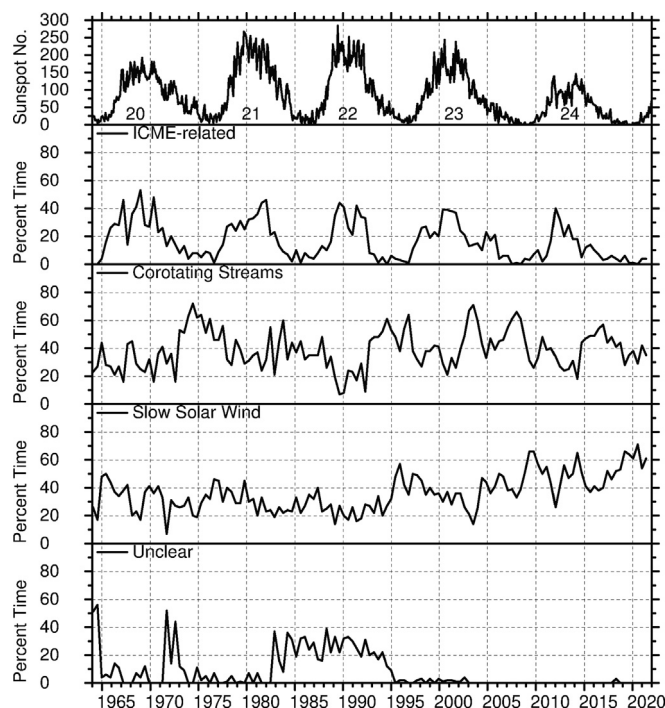 300
250
200
150
100
50
0
Sunspot No.
20 21 22 23 24
ICME-related
80
60
40
20
0
Percent Time
Corotating Streams
80
60
40
20
0
Percent Time
Slow Solar Wind
80
60
40
20
0
Percent Time
Unclear
80
60
40
20
0
Percent Time
1965 1970 1975 1980 1985 1990 1995 2000 2005 2010 2015 2020